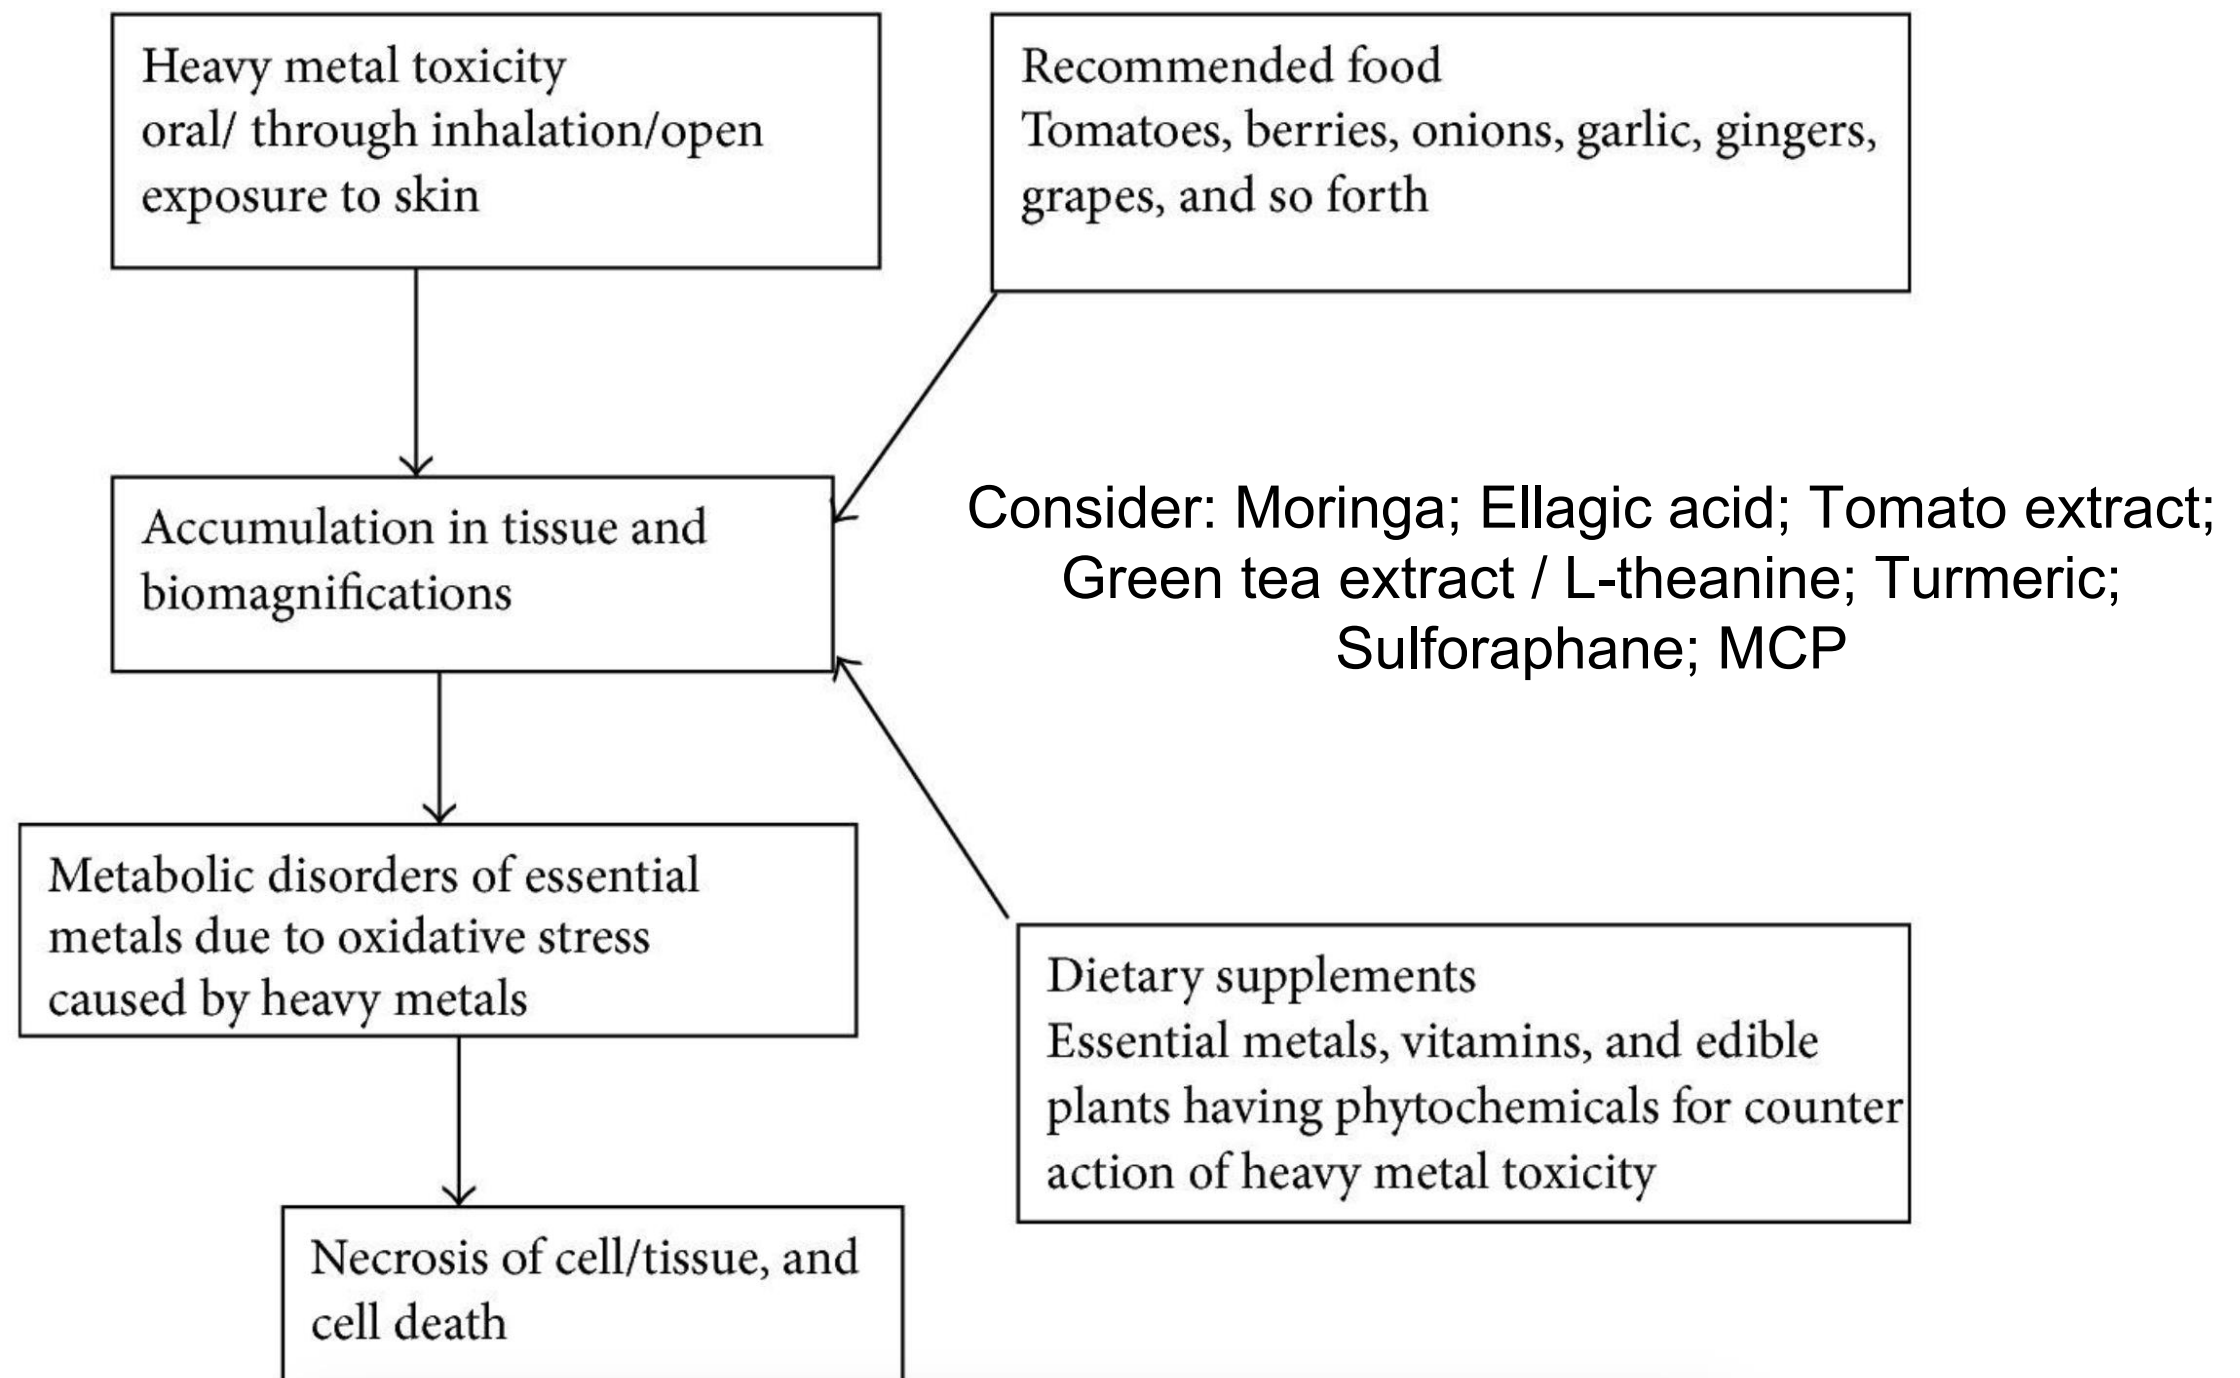 Heavy metal toxicity
oral/ through inhalation/open
exposure to skin
Recommended food
Tomatoes, berries, onions, garlic, gingers,
grapes, and so forth
Accumulation in tissue and
biomagnifications
Consider: Moringa; Ellagic acid; Tomato extract;
Green tea extract / L-theanine; Turmeric;
Sulforaphane; MCP
Metabolic disorders of essential
metals due to oxidative stress
caused by heavy metals
Dietary supplements
Essential metals, vitamins, and edible
plants having phytochemicals for counter
action of heavy metal toxicity
Necrosis of cell/tissue, and
cell death